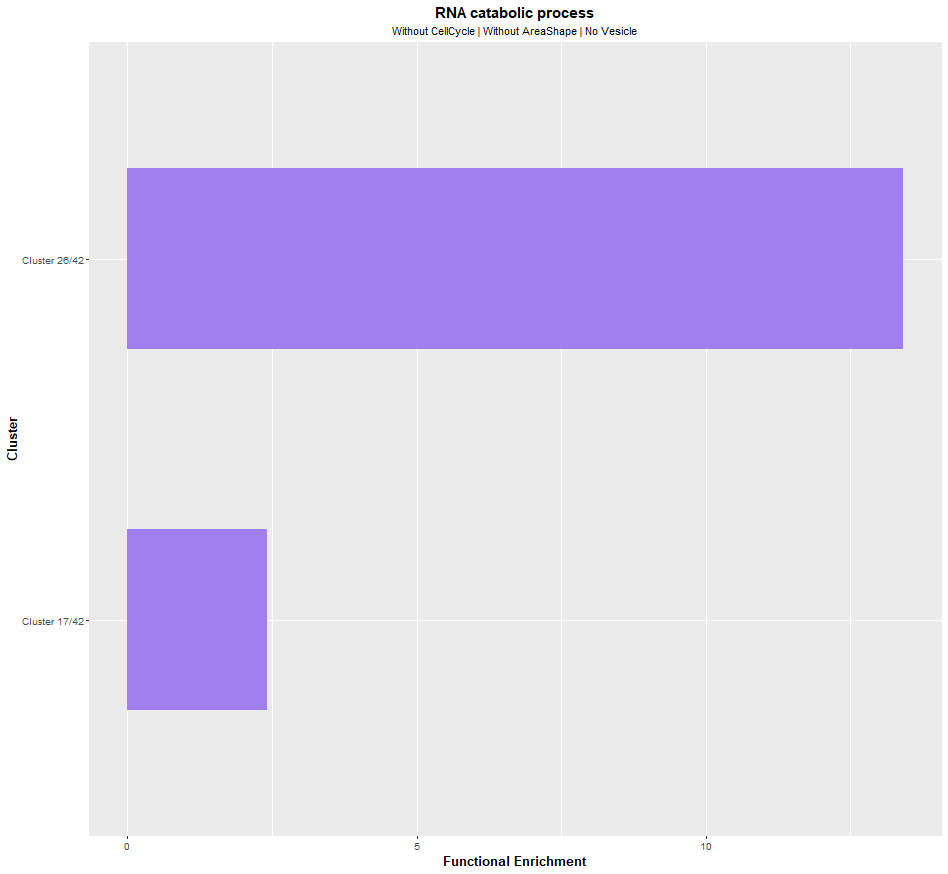 RNA catabolic process
Without CellCycle | Without AreaShape | No Vesicle
Cluster 26/42
Cluster
Cluster 17/42
0 5 10
Functional Enrichment